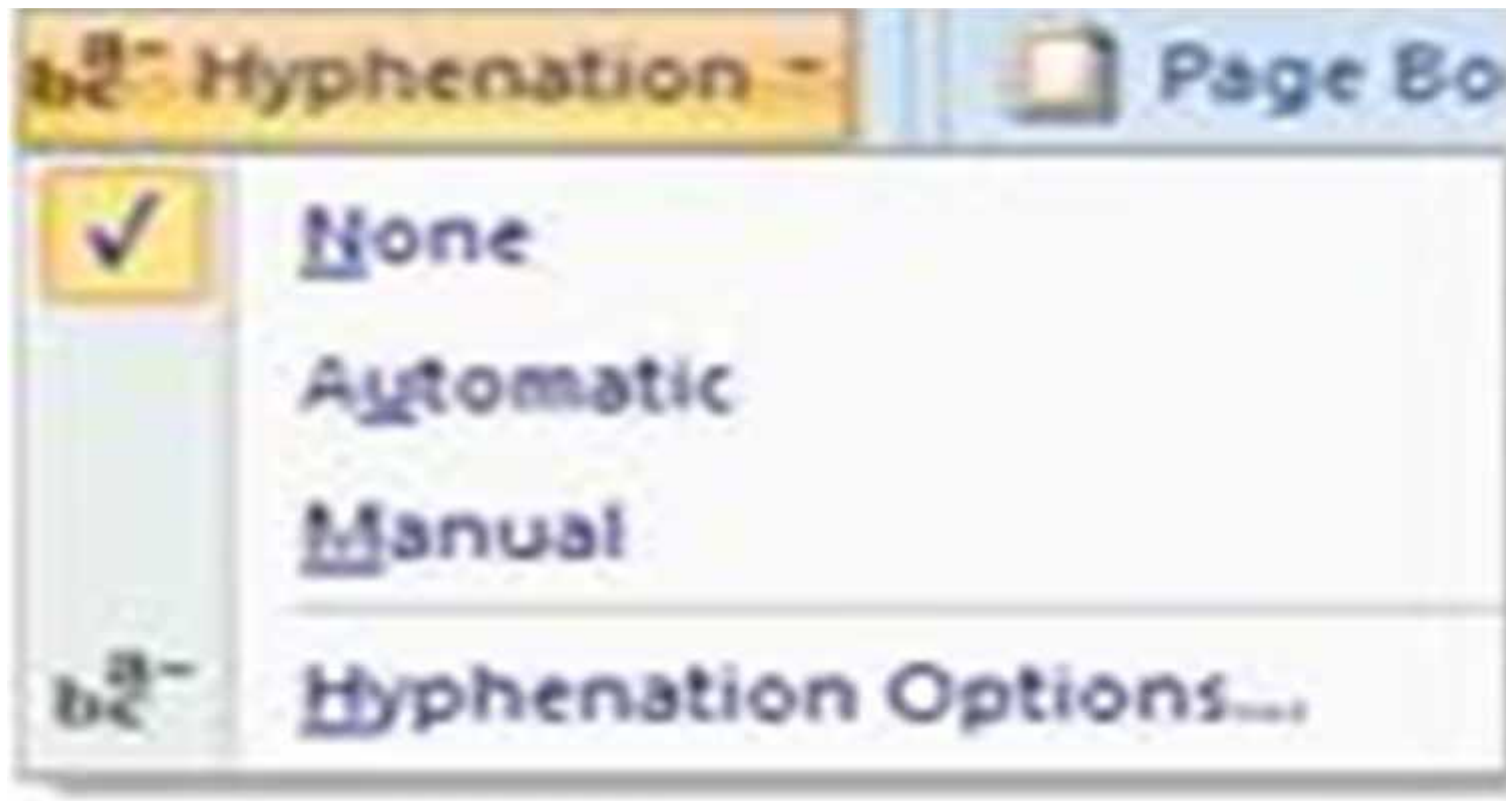 Hyphenation Page Bo
None
Automatic
Manual
Hyphenation Options...